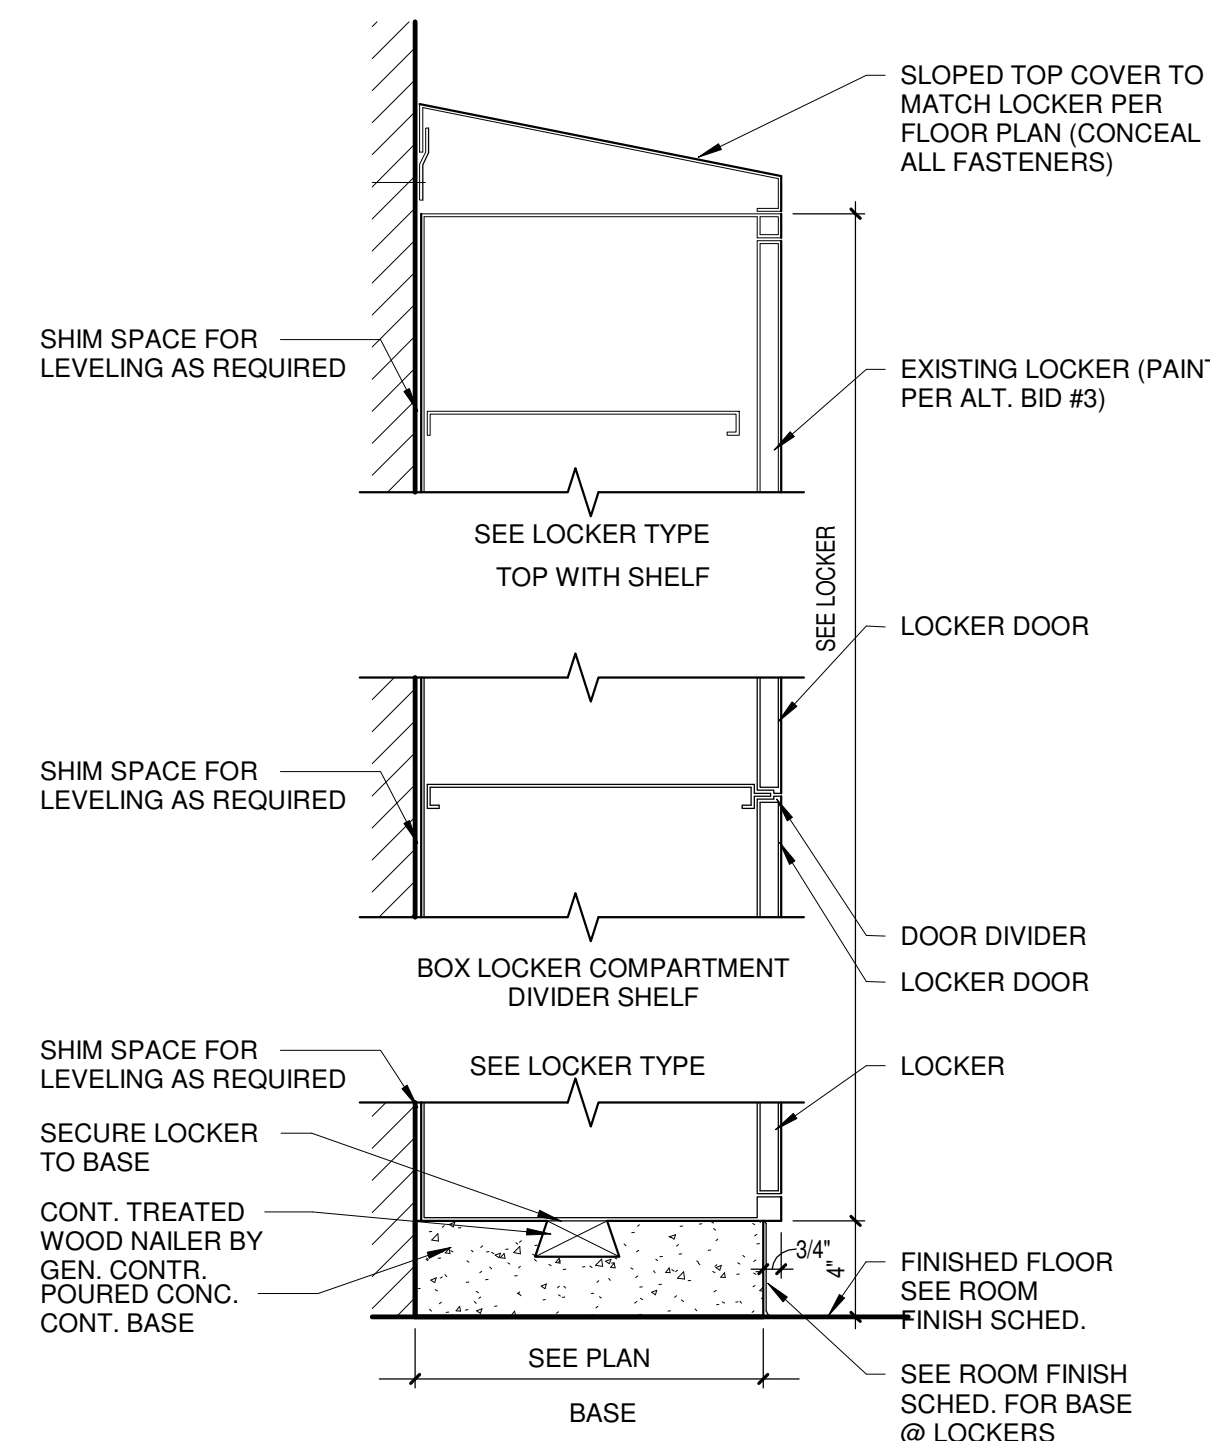 SLOPED TOP COVER TO
MATCH LOCKER PER
FLOOR PLAN (CONCEAL
ALL FASTENERS)
SHIM SPACE FOR
LEVELING AS REQUIRED
EXISTING LOCKER (PAINT
PER ALT. BID #3)
SEE LOCKER TYPE
TOP WITH SHELF
SEE LOCKER
LOCKER DOOR
SHIM SPACE FOR
LEVELING AS REQUIRED
DOOR DIVIDER
LOCKER DOOR
BOX LOCKER COMPARTMENT
DIVIDER SHELF
SHIM SPACE FOR
LEVELING AS REQUIRED
SEE LOCKER TYPE
LOCKER
SECURE LOCKER
TO BASE
CONT. TREATED
WOOD NAILER BY
GEN. CONTR.
POURED CONC.
CONT. BASE
3/4"
4"
FINISHED FLOOR
SEE ROOM
FINISH SCHED.
SEE PLAN
BASE
SEE ROOM FINISH
SCHED. FOR BASE
@ LOCKERS